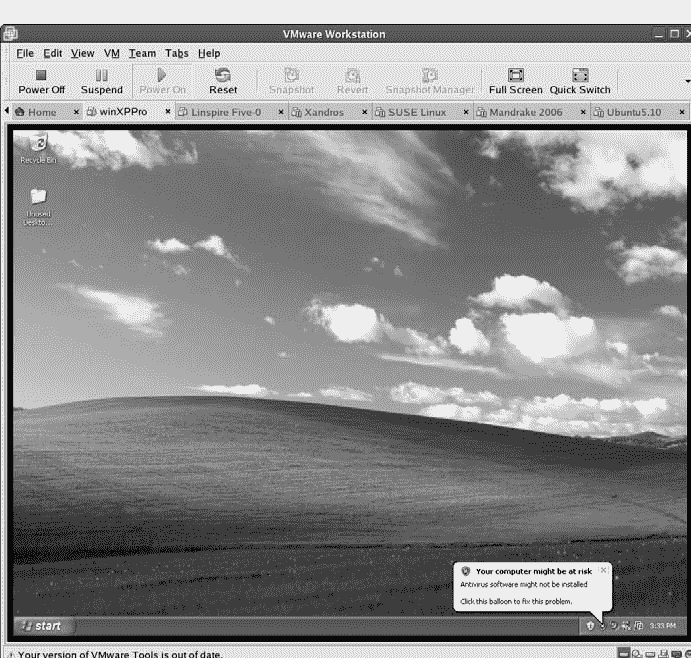 VMware Workstation
File Edit View VM Team Tabs Help
Power Off Suspend Power On Reset Snapshot Revert Snapshot Manager Full Screen Quick Switch
Home winXPPro Linspire Five-0 Xandros SUSE Linux Mandrake 2006 Ubuntu5.10
Recycle Bin
Unused
Deskto...
Your computer might be at risk
Antivirus software might not be installed
Click this balloon to fix this problem.
start 3:33 PM
Your version of VMware Tools is out of date.